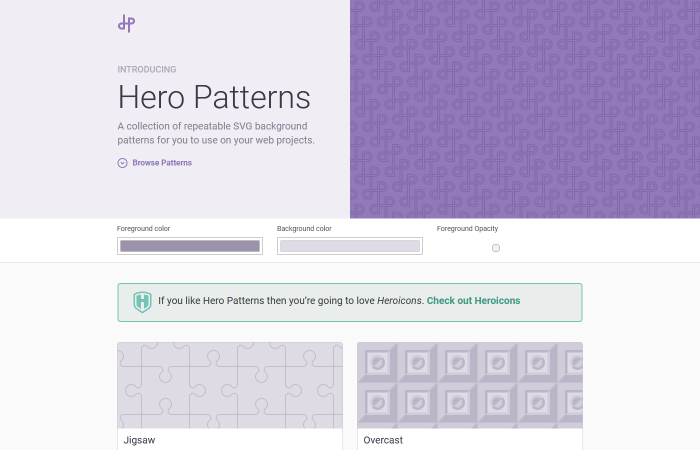 INTRODUCING
Hero Patterns
A collection of repeatable SVG background
patterns for you to use on your web projects.
Browse Patterns
Foreground color
Background color
Foreground Opacity
If you like Hero Patterns then you're going to love Heroicons. Check out Heroicons
Jigsaw
Overcast